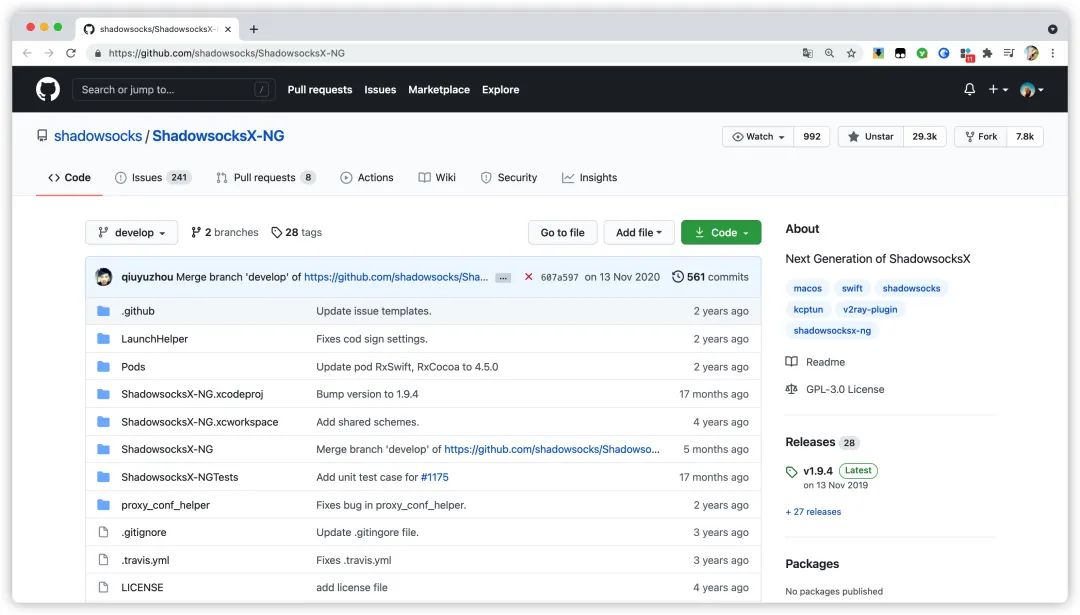 shadowsocks/ShadowsocksX-
https://github.com/shadowsocks/ShadowsocksX-NG
11
Search or jump to... /
Pull requests Issues Marketplace Explore
shadowsocks / ShadowsocksX-NG
Watch 992 Unstar 29.3k Fork 7.8k
Code Issues 241 Pull requests 8 Actions Wiki Security Insights
develop 2 branches 28 tags Go to file Add file Code
qiuyuzhou Merge branch 'develop' of https://github.com/shadowsocks/Sha... ... 607a597 on 13 Nov 2020 561 commits
.github Update issue templates. 2 years ago
LaunchHelper Fixes cod sign settings. 2 years ago
Pods Update pod RxSwift, RxCocoa to 4.5.0 2 years ago
ShadowsocksX-NG.xcodeproj Bump version to 1.9.4 17 months ago
ShadowsocksX-NG.xcworkspace Add shared schemes. 4 years ago
ShadowsocksX-NG Merge branch 'develop' of https://github.com/shadowsocks/Shadowso... 5 months ago
ShadowsocksX-NGTests Add unit test case for #1175 17 months ago
proxy_conf_helper Fixes bug in proxy_conf_helper. 2 years ago
.gitignore Update .gitingore file. 3 years ago
.travis.yml Fixes .travis.yml 3 years ago
LICENSE add license file 4 years ago
About
Next Generation of ShadowsocksX
macos swift shadowsocks
kcptun v2ray-plugin
shadowsocksx-ng
Readme
GPL-3.0 License
Releases 28
v1.9.4 Latest
on 13 Nov 2019
+ 27 releases
Packages
No packages published